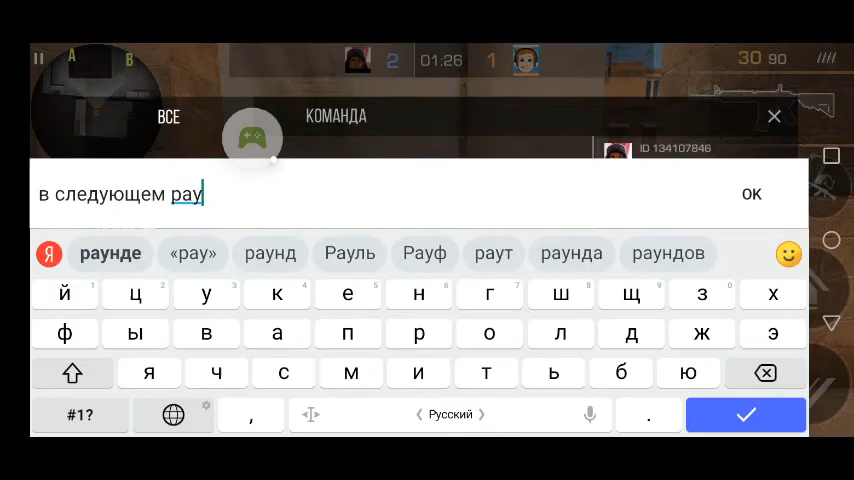 A
B
2 01:26 1
30 90
ВСЕ КОМАНДА
ID 134107846
в следующем рау
OK
Я раунде «рау» раунд Рауль Рауф раут раунда раундов
й 1 ц 2 у 3 к 4 е 5 н 6 г 7 ш 8 щ 9 з 0 х
ф ы в а п р о л д ж э
я ч с м и т ь б ю
#1? , Русский .